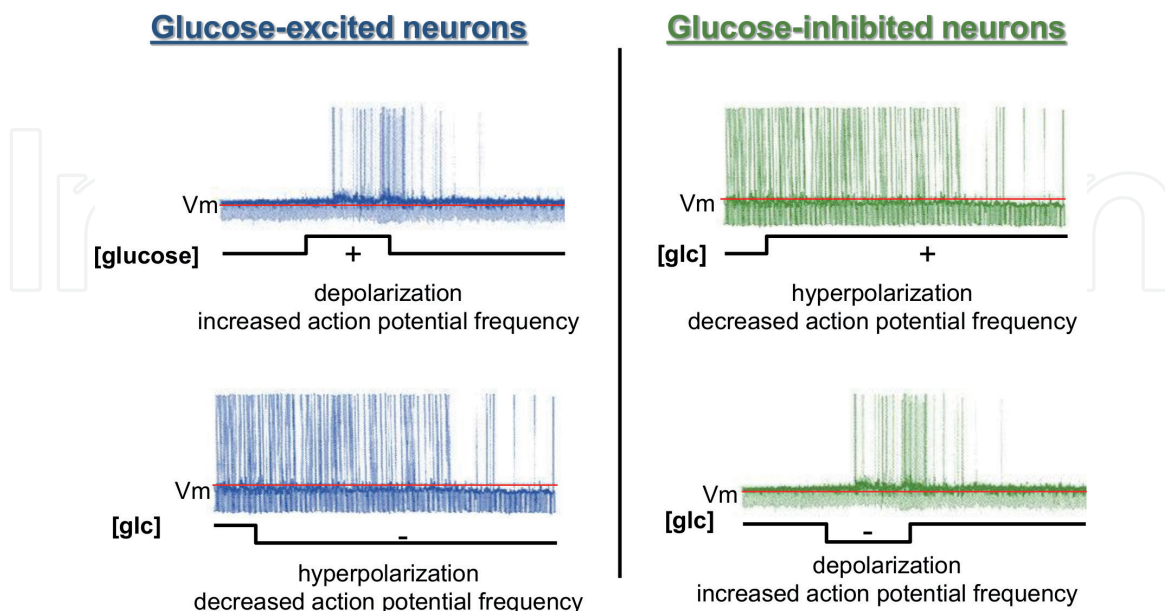 Glucose-excited neurons
Vm
[glucose]
+
depolarization
increased action potential frequency
Vm
[glc]
-
hyperpolarization
decreased action potential frequency
Glucose-inhibited neurons
Vm
[glc]
+
hyperpolarization
decreased action potential frequency
Vm
[glc]
-
depolarization
increased action potential frequency